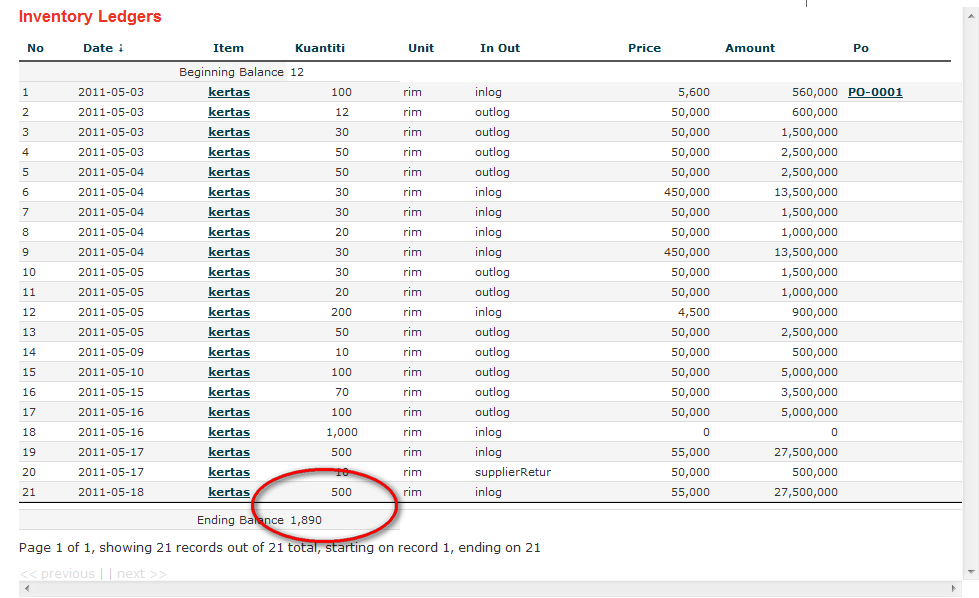 Inventory Ledgers
No Date ↓ Item Kuantiti Unit In Out Price Amount Po
Beginning Balance 12
1 2011-05-03 kertas 100 rim inlog 5,600 560,000 PO-0001
2 2011-05-03 kertas 12 rim outlog 50,000 600,000
3 2011-05-03 kertas 30 rim outlog 50,000 1,500,000
4 2011-05-03 kertas 50 rim outlog 50,000 2,500,000
5 2011-05-04 kertas 50 rim outlog 50,000 2,500,000
6 2011-05-04 kertas 30 rim inlog 450,000 13,500,000
7 2011-05-04 kertas 30 rim inlog 50,000 1,500,000
8 2011-05-04 kertas 20 rim inlog 50,000 1,000,000
9 2011-05-04 kertas 30 rim inlog 450,000 13,500,000
10 2011-05-05 kertas 30 rim outlog 50,000 1,500,000
11 2011-05-05 kertas 20 rim outlog 50,000 1,000,000
12 2011-05-05 kertas 200 rim inlog 4,500 900,000
13 2011-05-05 kertas 50 rim outlog 50,000 2,500,000
14 2011-05-09 kertas 10 rim outlog 50,000 500,000
15 2011-05-10 kertas 100 rim outlog 50,000 5,000,000
16 2011-05-15 kertas 70 rim outlog 50,000 3,500,000
17 2011-05-16 kertas 100 rim outlog 50,000 5,000,000
18 2011-05-16 kertas 1,000 rim inlog 0 0
19 2011-05-17 kertas 500 rim inlog 55,000 27,500,000
20 2011-05-17 kertas 10 rim supplierRetur 50,000 500,000
21 2011-05-18 kertas 500 rim inlog 55,000 27,500,000
Ending Balance 1,890
Page 1 of 1, showing 21 records out of 21 total, starting on record 1, ending on 21
<< previous | | next >>